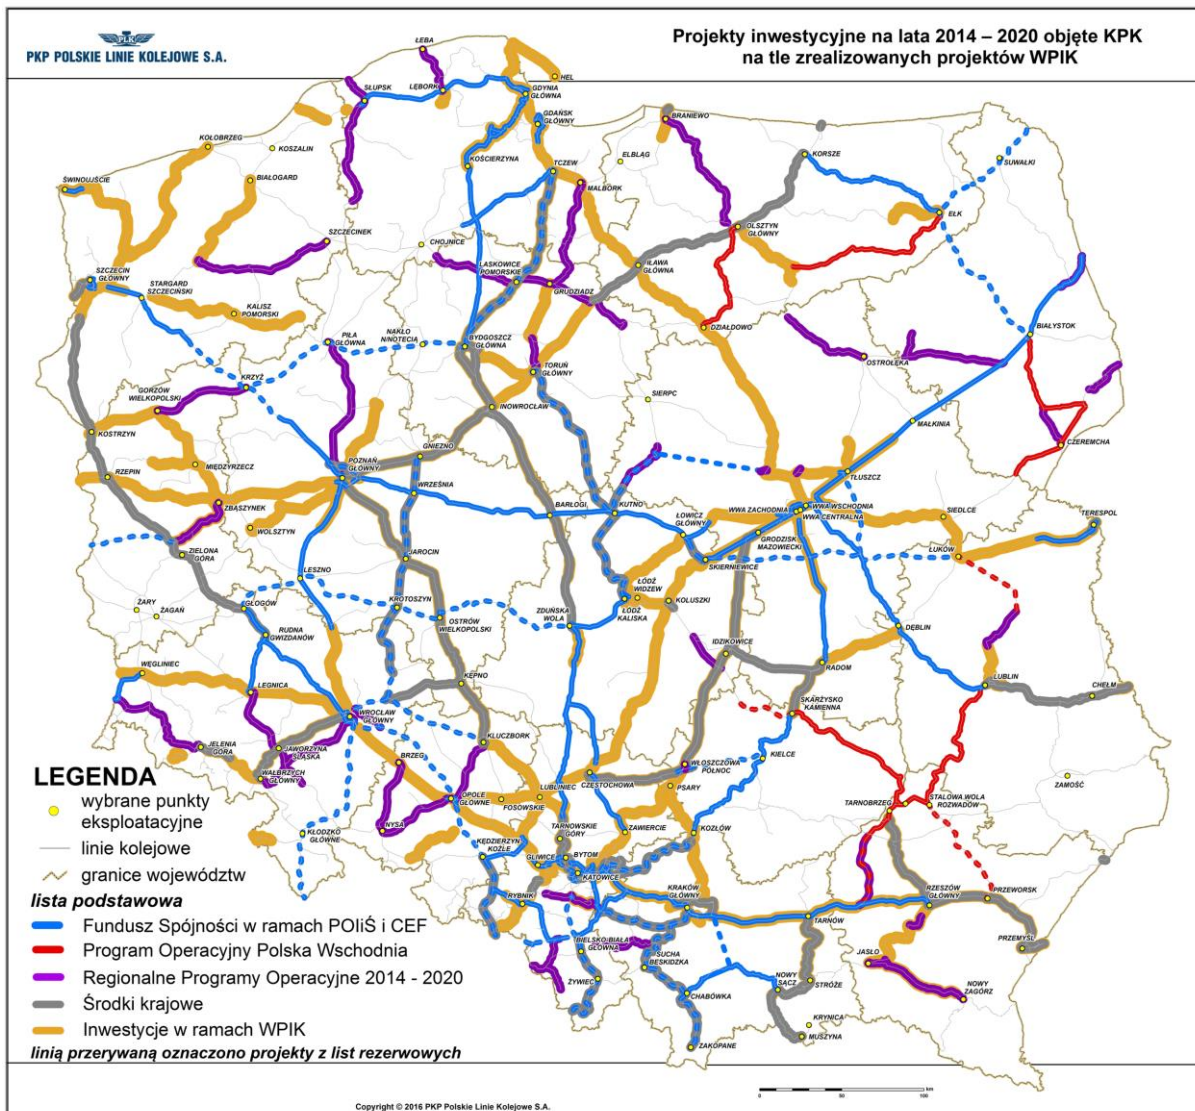 PLK
PKP POLSKIE LINIE KOLEJOWE S.A.
Projekty inwestycyjne na lata 2014 – 2020 objęte KPK
na tle zrealizowanych projektów WPIK
ŁEBA
HEL
SŁUPSK
LĘBORK
GDYNIA
GŁÓWNA
GDAŃSK
GŁÓWNY
BRANIEWO
KOŁOBRZEG
KOSZALIN
KOŚCIERZYNA
TCZEW
ELBLĄG
KORSZE
SUWAŁKI
ŚWINOUJŚCIE
BIAŁOGARD
MALBORK
EŁK
SZCZECINEK
CHOJNICE
OLSZTYN
GŁÓWNY
SZCZECIN
GŁÓWNY
LASKOWICE
POMORSKIE
IŁAWA
GŁÓWNA
STARGARD
SZCZECIŃSKI
GRUDZIĄDZ
KALISZ
POMORSKI
DZIAŁDOWO
BIAŁYSTOK
PIŁA
GŁÓWNA
NAKŁO
N/NOTECIĄ
BYDGOSZCZ
GŁÓWNA
OSTROŁĘKA
KRZYŻ
TORUŃ
GŁÓWNY
GORZÓW
WIELKOPOLSKI
SIERPC
INOWROCŁAW
MAŁKINIA
KOSTRZYN
CZEREMCHA
GNIEZNO
RZEPIN
MIĘDZYRZECZ
POZNAŃ
GŁÓWNY
TŁUSZCZ
WRZEŚNIA
ZBĄSZYNEK
BARŁOGI
KUTNO
WWA ZACHODNIA
WWA WSCHODNIA
WWA CENTRALNA
SIEDLCE
TERESPOL
ŁOWICZ
GŁÓWNY
WOLSZTYN
GRODZISK
MAZOWIECKI
ZIELONA
GÓRA
JAROCIN
SKIERNIEWICE
ŁUKÓW
LESZNO
ŁÓDŹ
WIDZEW
KOLUSZKI
ŻARY
ŻAGAŃ
GŁOGÓW
KROTOSZYN
OSTRÓW
WIELKOPOLSKI
ZDUŃSKA
WOLA
ŁÓDŹ
KALISKA
DĘBLIN
RUDNA
GWIZDANÓW
IDZIKOWICE
RADOM
WĘGLINIEC
LUBLIN
LEGNICA
KĘPNO
CHEŁM
SKARŻYSKO
KAMIENNA
WROCŁAW
GŁÓWNY
JELENIA
GÓRA
JAWORZYNA
ŚLĄSKA
BRZEG
KLUCZBORK
KIELCE
WŁOSZCZOWA
PÓŁNOC
WAŁBRZYCH
GŁÓWNY
LUBLINIEC
CZĘSTOCHOWA
PSARY
ZAMOŚĆ
OPOLE
GŁÓWNE
FOSOWSKIE
TARNOBRZEG
STALOWA WOLA
ROZWADÓW
NYSA
KŁODZKO
GŁÓWNE
TARNOWSKIE
GÓRY
ZAWIERCIE
KOZŁÓW
KĘDZIERZYN
KOŹLE
GLIWICE
BYTOM
KATOWICE
RYBNIK
KRAKÓW
GŁÓWNY
TARNÓW
RZESZÓW
GŁÓWNY
PRZEWORSK
PRZEMYŚL
BIELSKO-BIAŁA
GŁÓWNA
SUCHA
BESKIDZKA
JASŁO
ŻYWIEC
CHABÓWKA
NOWY
SĄCZ
STRÓŻE
NOWY
ZAGÓRZ
KRYNICA
MUSZYNA
ZAKOPANE
LEGENDA
wybrane punkty
eksploatacyjne
linie kolejowe
granice województw
lista podstawowa
Fundusz Spójności w ramach POIiŚ i CEF
Program Operacyjny Polska Wschodnia
Regionalne Programy Operacyjne 2014 - 2020
Środki krajowe
Inwestycje w ramach WPIK
linią przerywaną oznaczono projekty z list rezerwowych
0 50 100
km
Copyright © 2016 PKP Polskie Linie Kolejowe S.A.